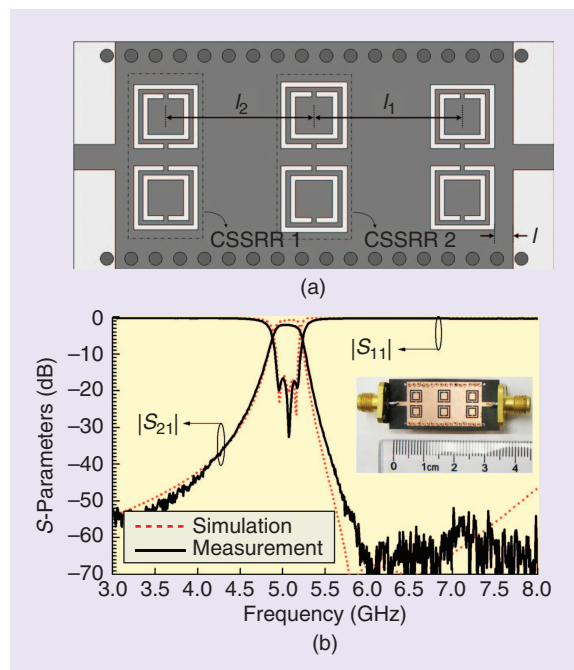 l₂
l₁
CSSRR 1
CSSRR 2
l
(a)
S-Parameters (dB)
0
–10
–20
–30
–40
–50
–60
–70
|S₁₁|
|S₂₁|
0 1cm 2 3 4
Simulation
Measurement
3.0 3.5 4.0 4.5 5.0 5.5 6.0 6.5 7.0 7.5 8.0
Frequency (GHz)
(b)